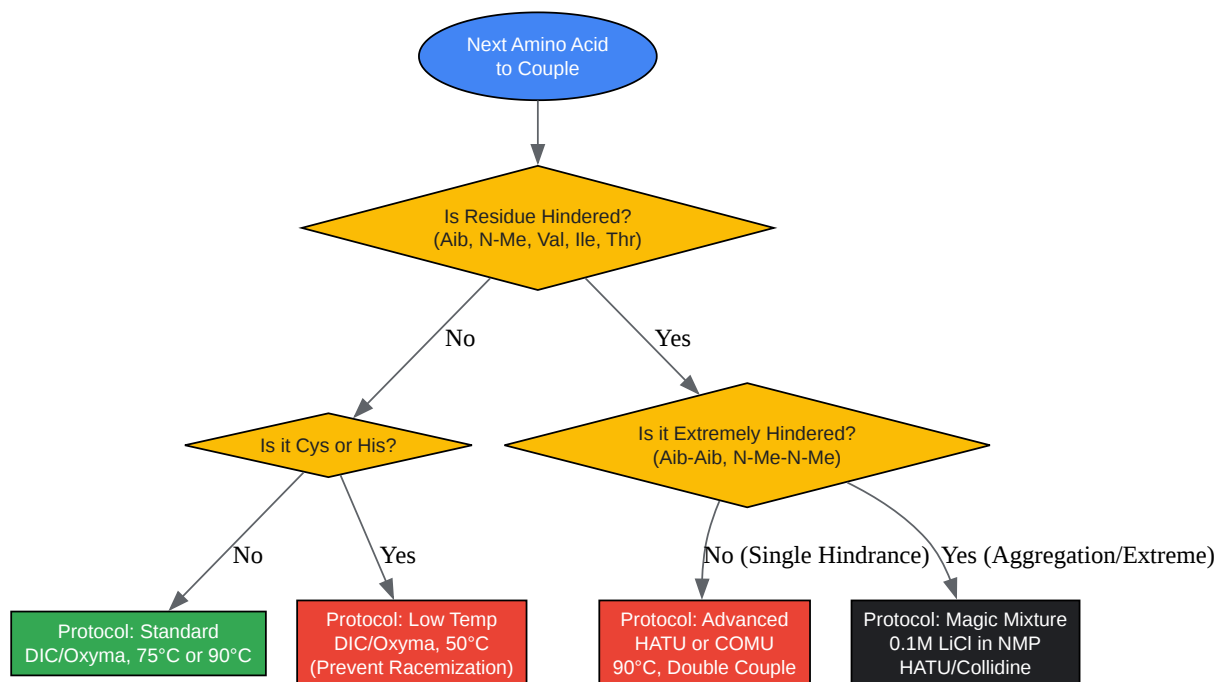 Next Amino Acid
to Couple
Is Residue Hindered?
(Aib, N-Me, Val, Ile, Thr)
No
Yes
Is it Cys or His?
Is it Extremely Hindered?
(Aib-Aib, N-Me-N-Me)
No
Yes
No (Single Hindrance)
Yes (Aggregation/Extreme)
Protocol: Standard
DIC/Oxyma, 75°C or 90°C
Protocol: Low Temp
DIC/Oxyma, 50°C
(Prevent Racemization)
Protocol: Advanced
HATU or COMU
90°C, Double Couple
Protocol: Magic Mixture
0.1M LiCl in NMP
HATU/Collidine